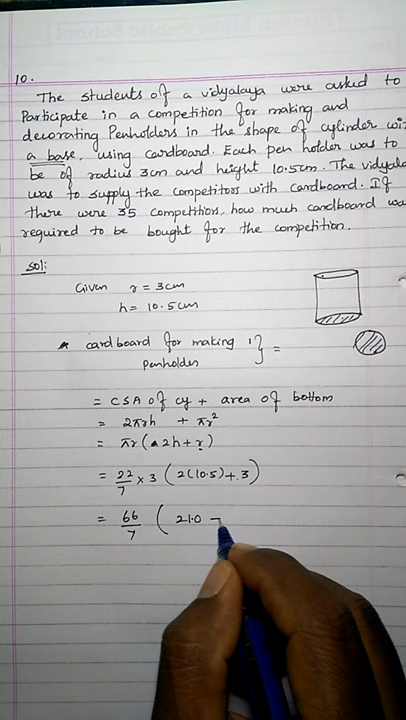 10.
The students of a vidyalaya were asked to
Participate in a competition for making and
decorating Penholders in the shape of cylinder
a base, using cardboard. Each pen holder was to
be of radius 3cm and height 10.5cm. The
was to supply the competitors with cardboard. If
there were 35 competition, how much cardboard
required to be bought for the competition.
Sol:
Given r = 3cm
h = 10.5cm
cardboard for making 1 } =
Penholder
= CSA of cy + area of bottom
= 2πrh + πr²
= πr (2h + r)
= 22/7 × 3 ( 2(10.5) + 3 )
= 66/7 ( 21.0